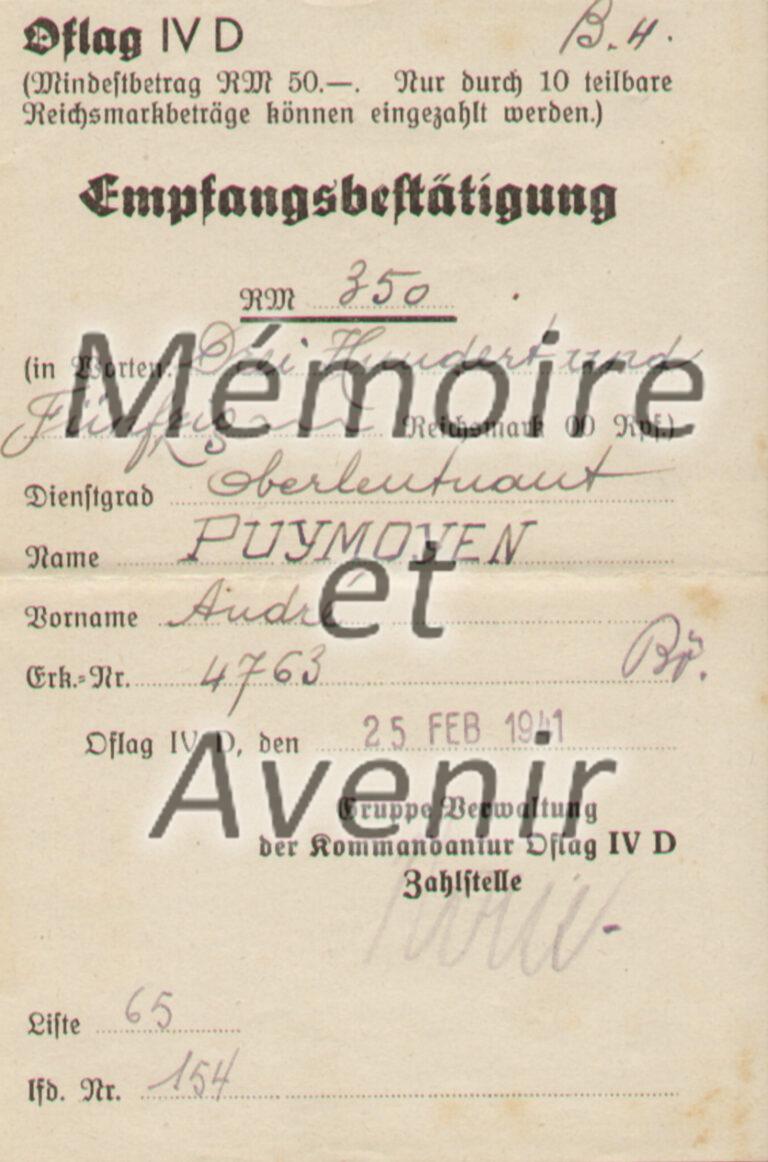 Oflag IV D B. 4.
(Mindestbetrag RM 50.—. Nur durch 10 teilbare
Reichsmarkbeträge können eingezahlt werden.)
Empfangsbestätigung
RM 350
(in Worten: Drei Hundert und
Fünfzig Reichsmark 00 Rpf.)
Mémoire
Dienstgrad Oberleutnant
Name PUYMOYEN
et
Vorname André
Erk.-Nr. 4763
Oflag IV D, den 25 FEB 1941
Avenir
Gruppe Verwaltung
der Kommandantur Oflag IV D
Zahlstelle
Liste 65
lfd. Nr. 154